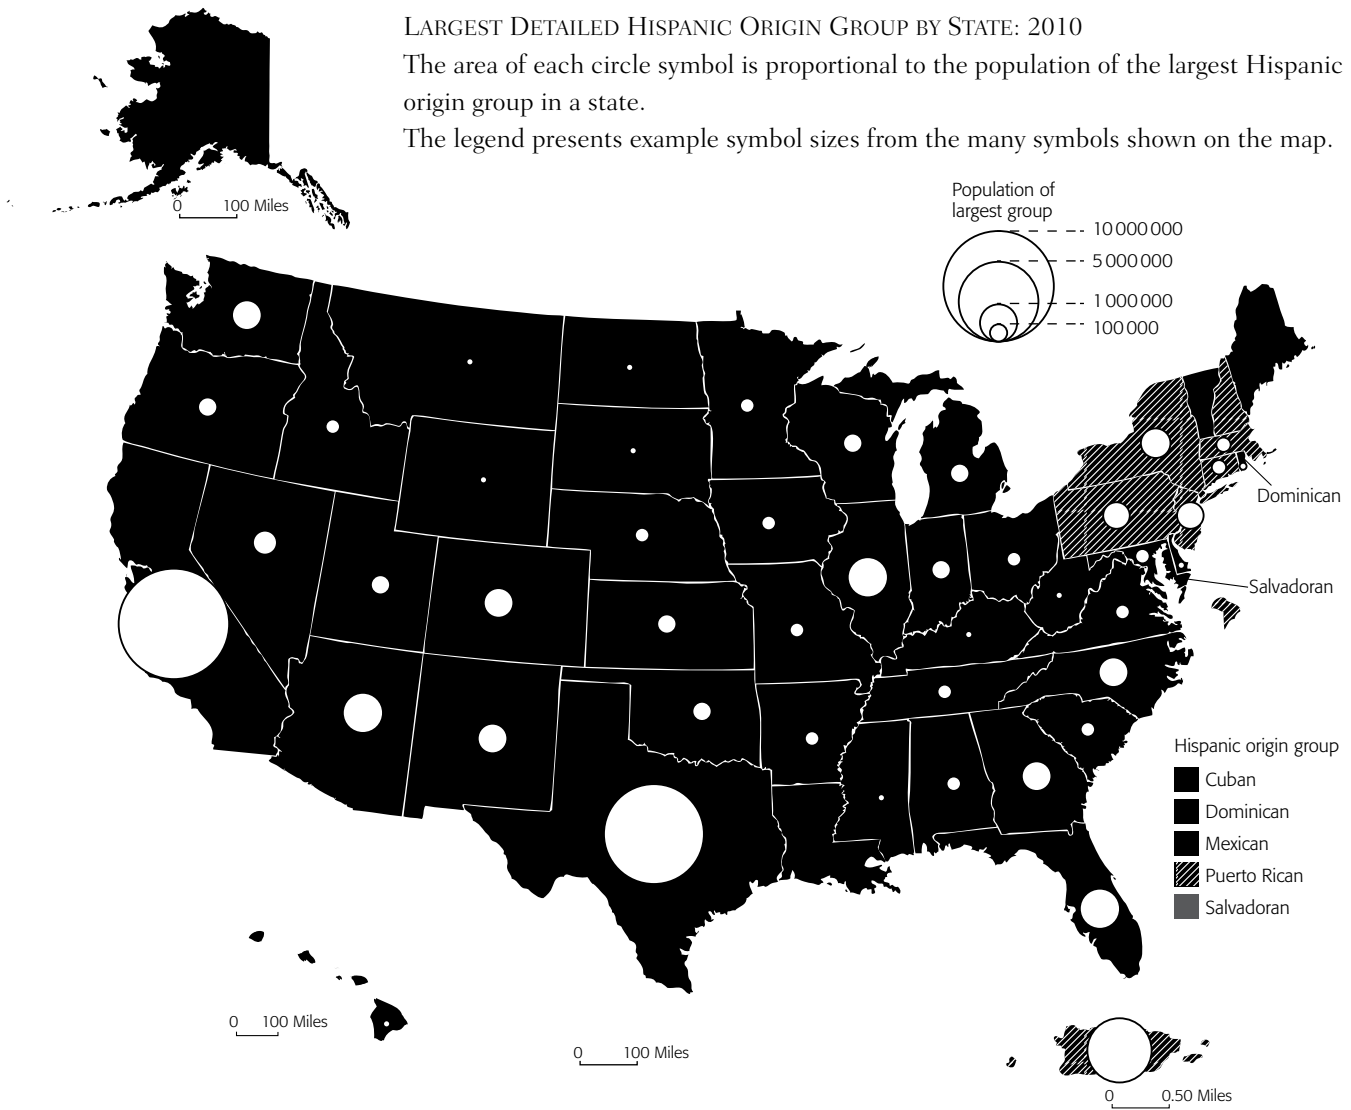 LARGEST DETAILED HISPANIC ORIGIN GROUP BY STATE: 2010
The area of each circle symbol is proportional to the population of the largest Hispanic
origin group in a state.
The legend presents example symbol sizes from the many symbols shown on the map.
0 100 Miles
Population of
largest group
10 000 000
5 000 000
1 000 000
100 000
Dominican
Salvadoran
Hispanic origin group
Cuban
Dominican
Mexican
Puerto Rican
Salvadoran
0 100 Miles
0 100 Miles
0 0.50 Miles